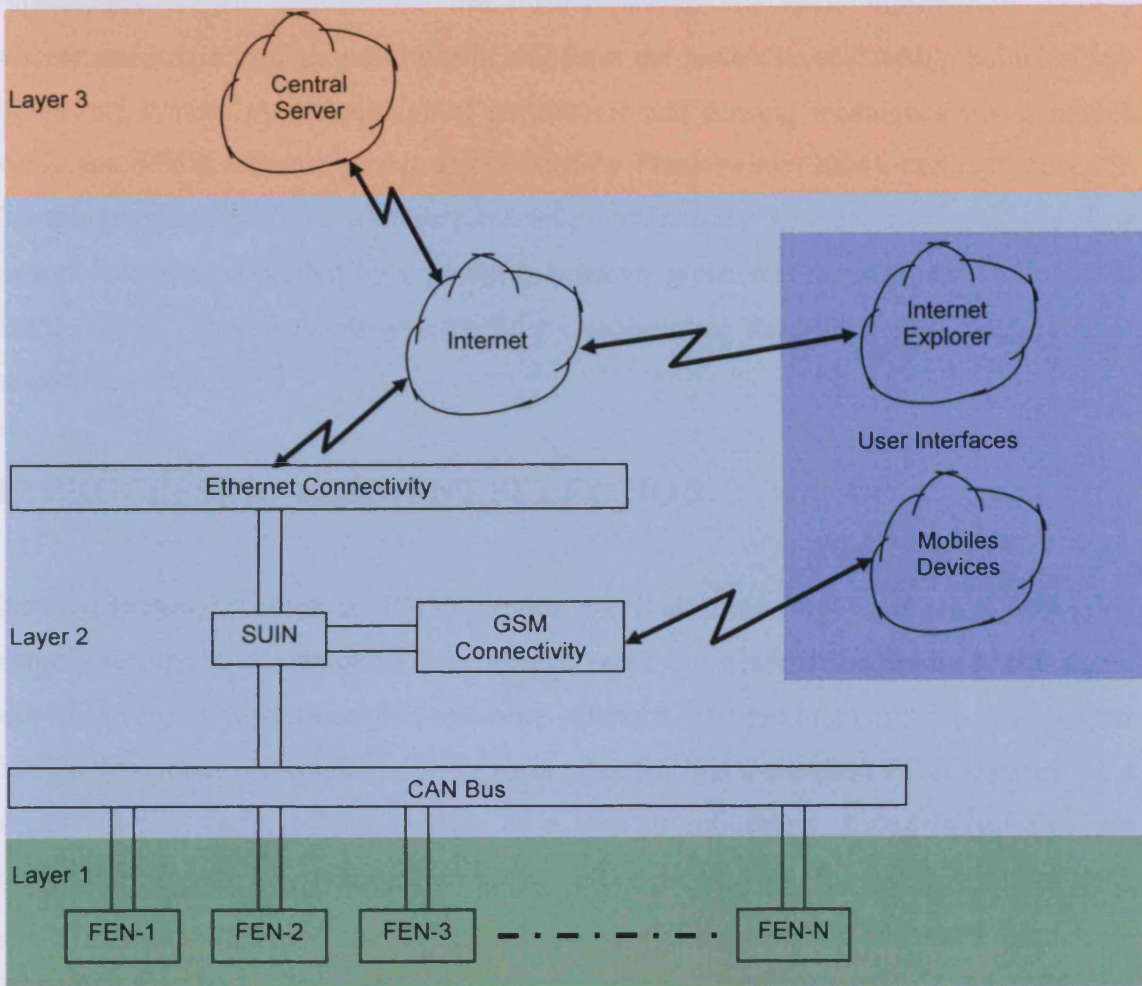 Layer 3
Central
Server
Internet
Internet
Explorer
User Interfaces
Ethernet Connectivity
Mobiles
Devices
Layer 2
SUIN
GSM
Connectivity
CAN Bus
Layer 1
FEN-1
FEN-2
FEN-3
FEN-N